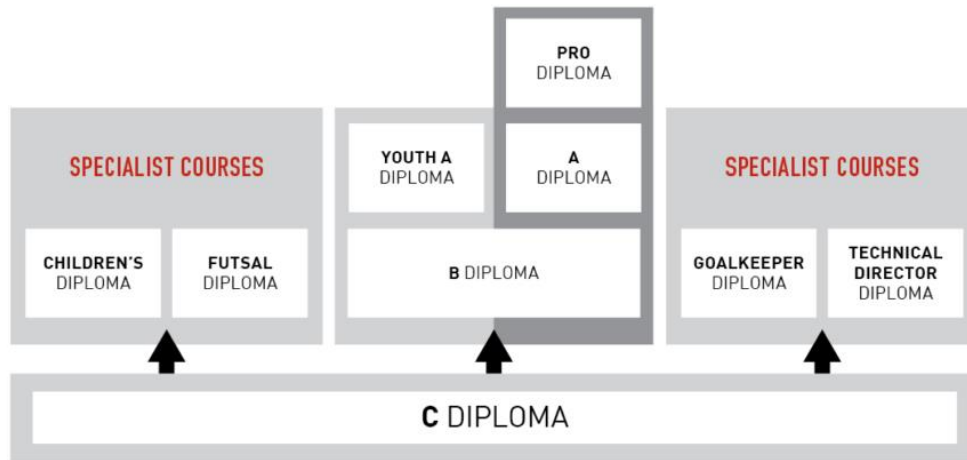 PRO
DIPLOMA
SPECIALIST COURSES
YOUTH A
DIPLOMA
A
DIPLOMA
SPECIALIST COURSES
CHILDREN'S
DIPLOMA
FUTSAL
DIPLOMA
B DIPLOMA
GOALKEEPER
DIPLOMA
TECHNICAL
DIRECTOR
DIPLOMA
C DIPLOMA